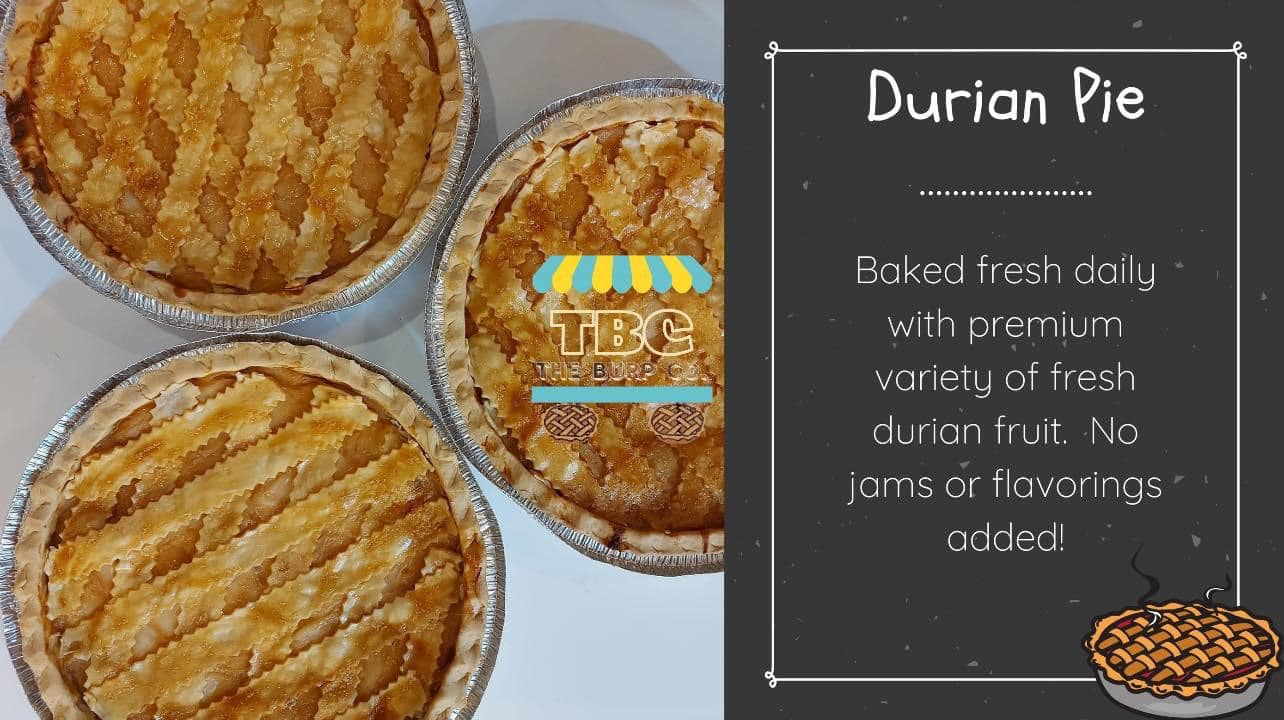 TBC
THE BURP CO.
Durian Pie
Baked fresh daily
with premium
variety of fresh
durian fruit.  No
jams or flavorings
added!